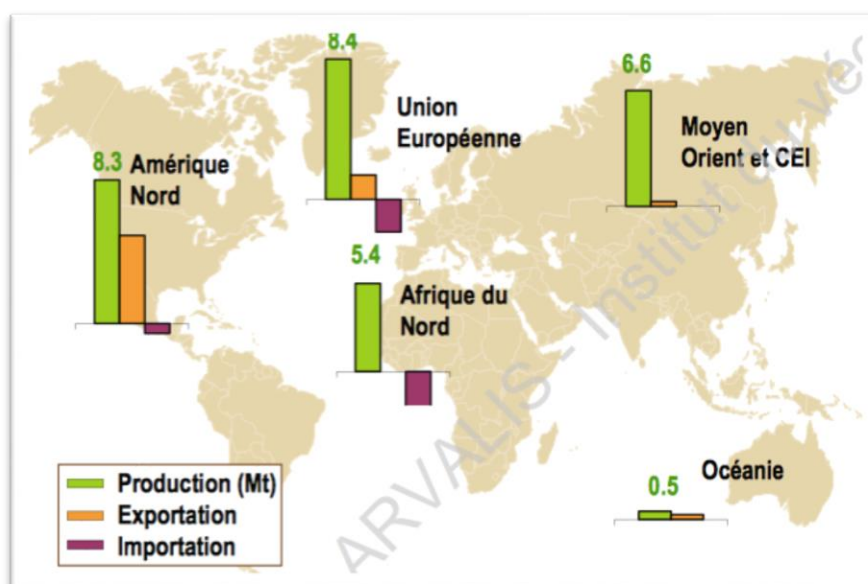 8.4
Union
Européenne
6.6
Moyen
Orient et CEI
8.3
Amérique
Nord
5.4
Afrique du
Nord
Océanie
0.5
Production (Mt)
Exportation
Importation
ARVALIS - Institut du